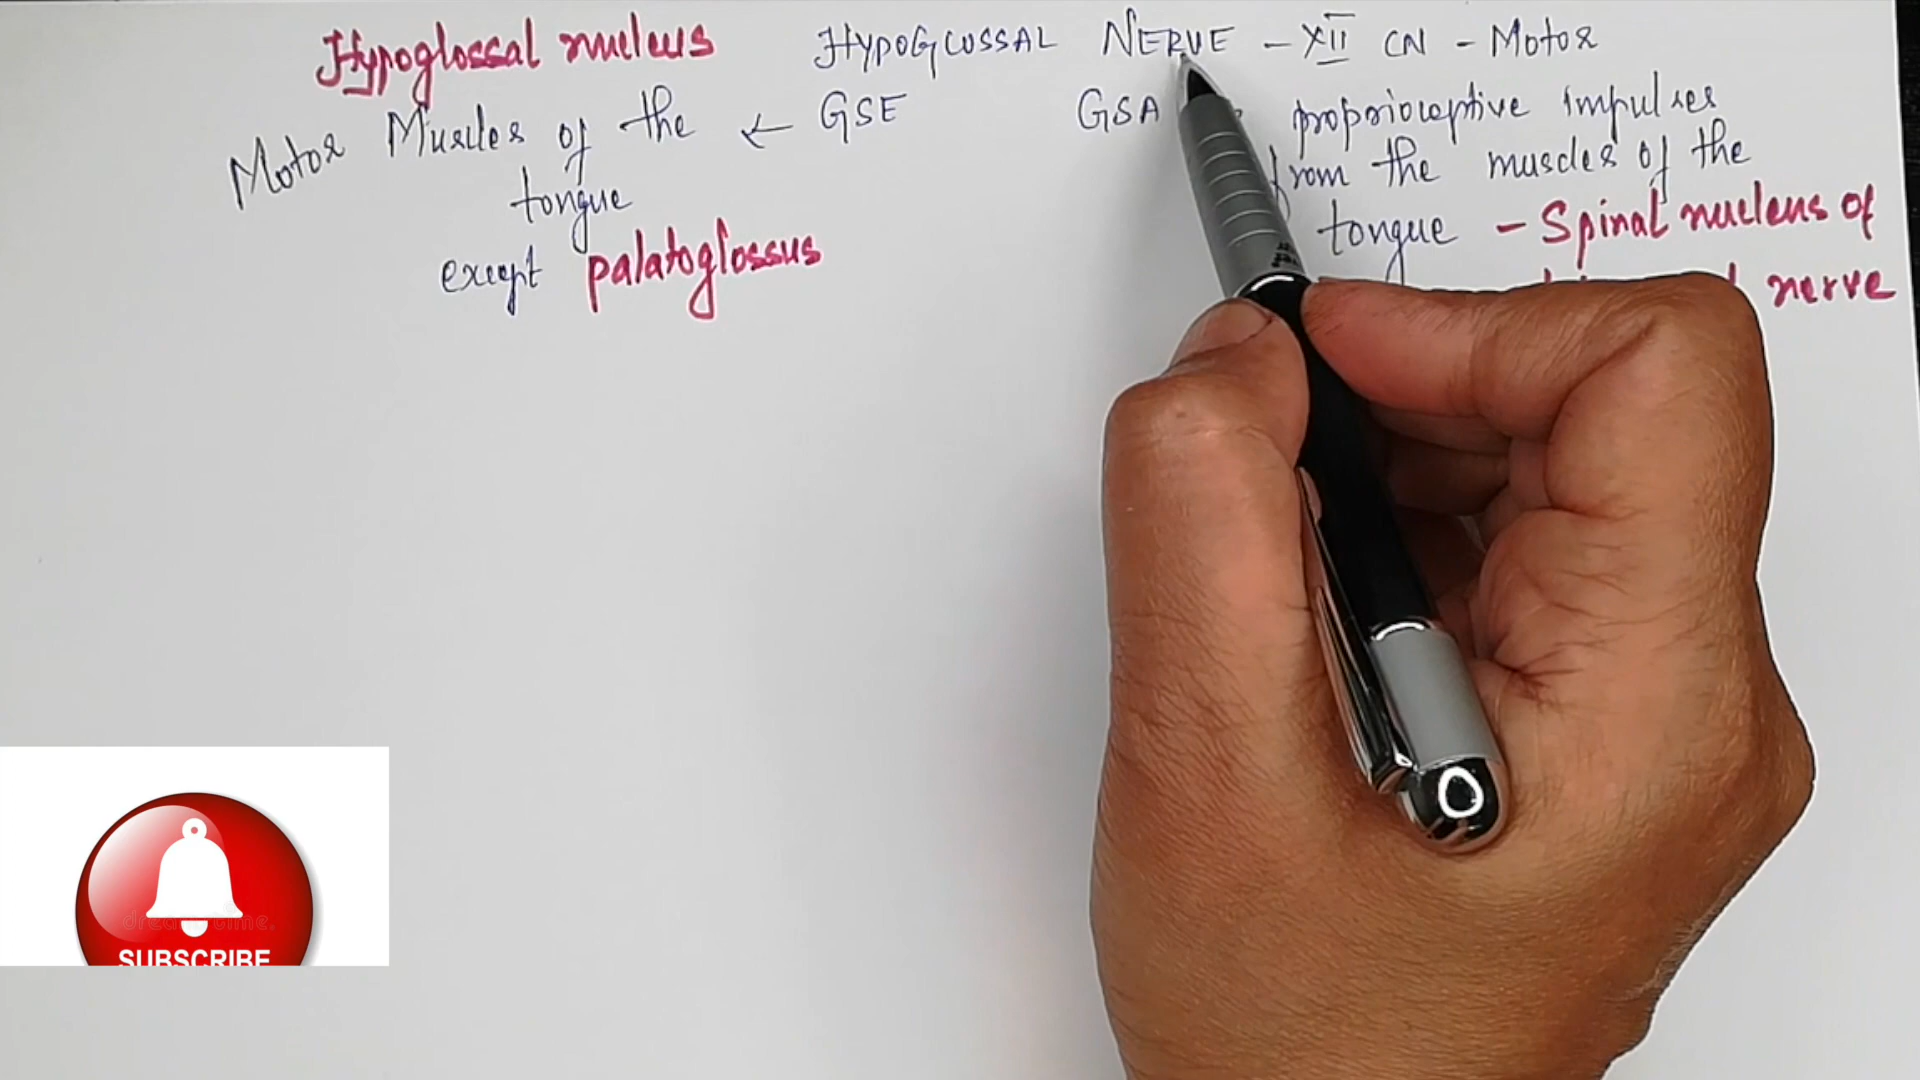 Hypoglossal nucleus HYPOGLOSSAL NERVE - XII CN - Motor
Motor Muscles of the ← GSE
tongue
except palatoglossus
GSA proprioceptive impulses
from the muscles of the
tongue - Spinal nucleus of
nerve
SUBSCRIBE